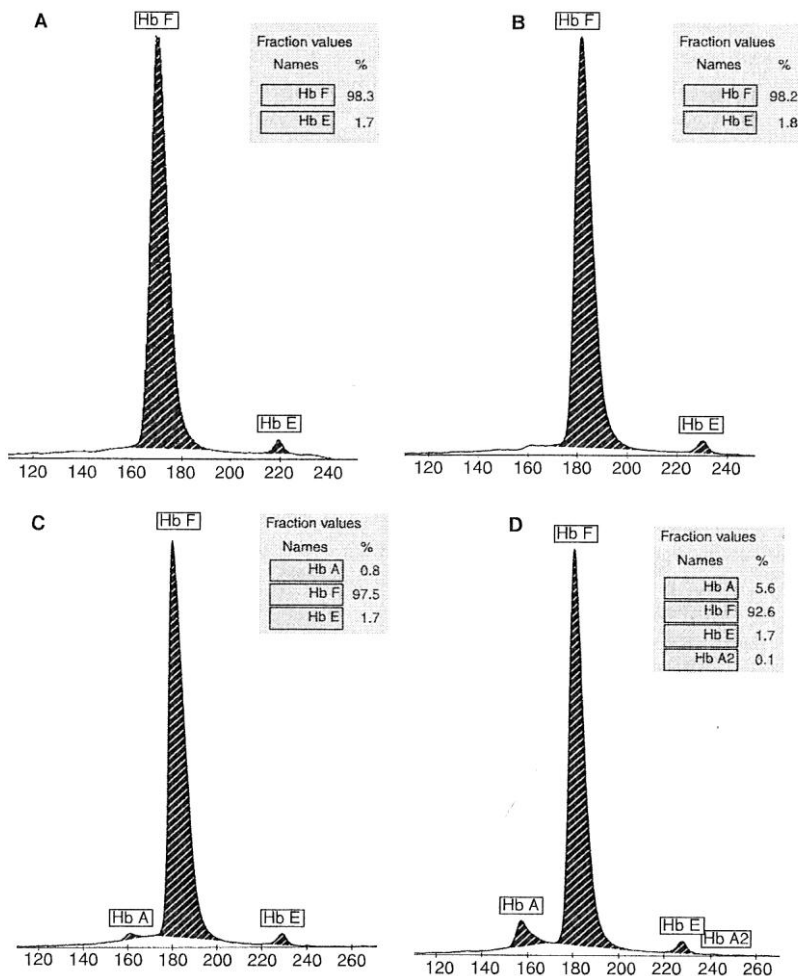 A
Hb F
Fraction values
Names %
Hb F 98.3
Hb E 1.7
Hb E
120 140 160 180 200 220 240
B
Hb F
Fraction values
Names %
Hb F 98.2
Hb E 1.8
Hb E
120 140 160 180 200 220 240
C
Hb F
Fraction values
Names %
Hb A 0.8
Hb F 97.5
Hb E 1.7
Hb A
Hb E
120 140 160 180 200 220 240 260
D
Hb F
Fraction values
Names %
Hb A 5.6
Hb F 92.6
Hb E 1.7
Hb A2 0.1
Hb A
Hb E
Hb A2
120 140 160 180 200 220 240 260